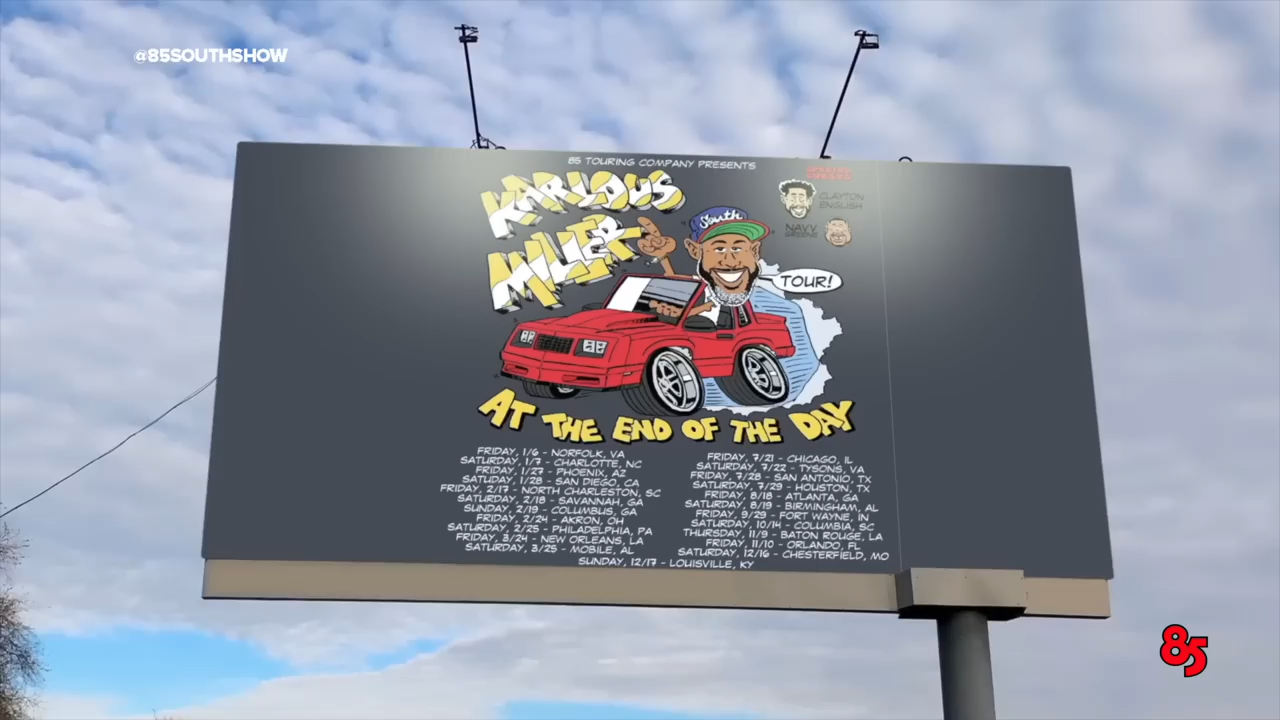 @85SOUTHSHOW
85 TOURING COMPANY PRESENTS
KARLOUS
MILLER
CLAYTON
ENGLISH
NAVV
GREENE
South
TOUR!
AT THE END OF THE DAY
FRIDAY, 1/6 - NORFOLK, VA
SATURDAY, 1/7 - CHARLOTTE, NC
FRIDAY, 1/27 - PHOENIX, AZ
SATUDAY, 1/28 - SAN DIEGO, CA
FRIDAY, 2/17 - NORTH CHARLESTON, SC
SATURDAY, 2/18 - SAVANNAH, GA
SUNDAY, 2/19 - COLUMBUS, GA
FRIDAY, 2/24 - AKRON, OH
SATURDAY, 2/25 - PHILADELPHIA, PA
FRIDAY, 3/24 - NEW ORLEANS, LA
SATURDAY, 3/25 - MOBILE, AL
FRIDAY, 7/21 - CHICAGO, IL
SATURDAY, 7/22 - TYSONS, VA
FRIDAY, 7/28 - SAN ANTONIO, TX
SATURDAY, 7/29 - HOUSTON, TX
FRIDAY, 8/18 - ATLANTA, GA
SATURDAY, 8/19 - BIRMINGHAM, AL
FRIDAY, 9/29 - FORT WAYNE, IN
SATURDAY, 10/14 - COLUMBIA, SC
THURSDAY, 11/9 - BATON ROUGE, LA
FRIDAY, 11/10 - ORLANDO, FL
SATURDAY, 12/16 - CHESTERFIELD, MO
SUNDAY, 12/17 - LOUISVILLE, KY
85